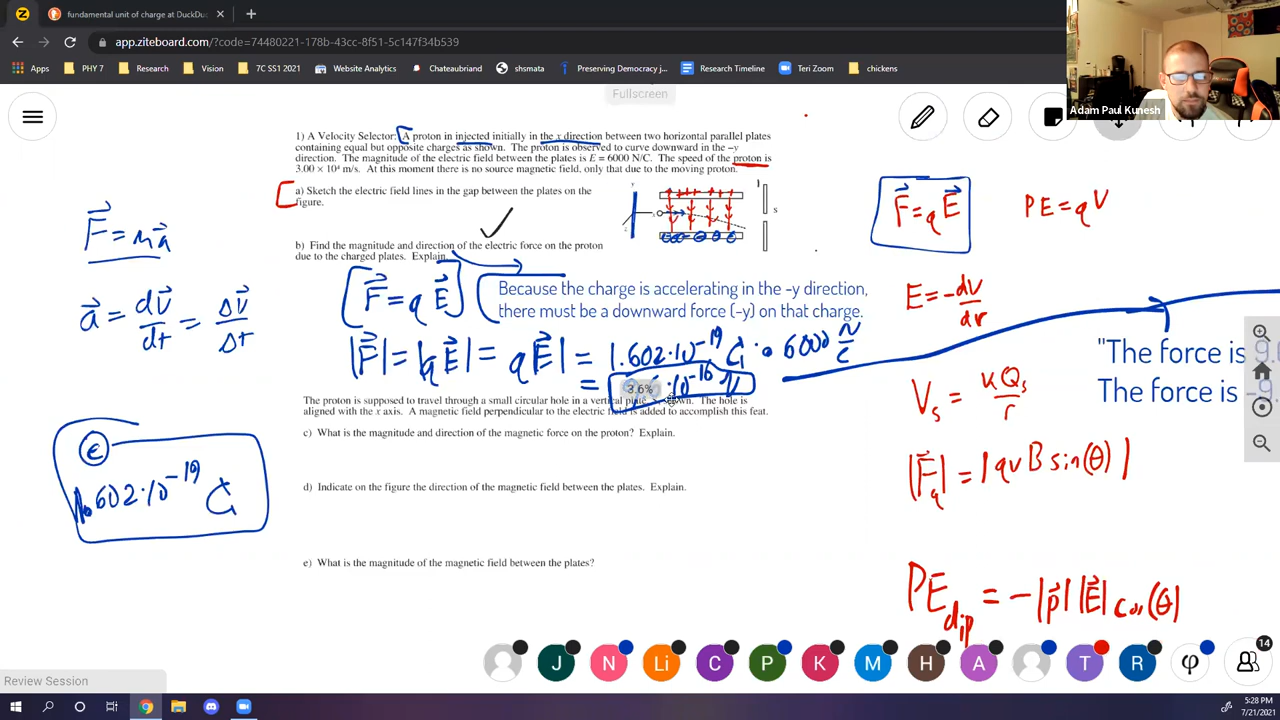 fundamental unit of charge at DuckDu
app.ziteboard.com/?code=74480221-178b-43cc-8f51-5c147f34b539
Apps PHY 7 Research Vision 7C SS1 2021 Website Analytics Chateaubriand shsmata Preserving Democracy... Research Timeline Teri Zoom chickens
Fullscreen
Adam Paul Kunesh
1) A Velocity Selector: A proton in injected initially in the x direction between two horizontal parallel plates
containing equal but opposite charges as shown. The proton is observed to curve downward in the −y
direction. The magnitude of the electric field between the plates is E = 6000 N/C. The speed of the proton is
3.00 × 10⁴ m/s. At this moment there is no source magnetic field, only that due to the moving proton.
a) Sketch the electric field lines in the gap between the plates on the
figure.
s
b) Find the magnitude and direction of the electric force on the proton
due to the charged plates. Explain.
F⃗ = ma⃗
a⃗ = dv⃗/dt = Δv⃗/Δt
F⃗ = q E⃗
Because the charge is accelerating in the -y direction,
there must be a downward force (-y) on that charge.
|F⃗| = |qE⃗| = q|E⃗| = 1.602·10⁻¹⁹ C · 6000 N/C
= ·10⁻¹⁶ N
3.6%
The proton is supposed to travel through a small circular hole in a vertical plate shown. The hole is
aligned with the x axis. A magnetic field perpendicular to the electric field is added to accomplish this feat.
c) What is the magnitude and direction of the magnetic force on the proton? Explain.
d) Indicate on the figure the direction of the magnetic field between the plates. Explain.
e) What is the magnitude of the magnetic field between the plates?
e
1.602·10⁻¹⁹ C
F⃗ = q E⃗
PE = qV
E = -dV/dr
"The force is 9.
The force is -9.
Vₛ = kQₛ/r
|F⃗q| = |qvB sin(θ)|
PE dip = -|p⃗||E⃗|cos(θ)
J N Li C P K M H A T R φ
14
Review Session
5:28 PM
7/21/2021